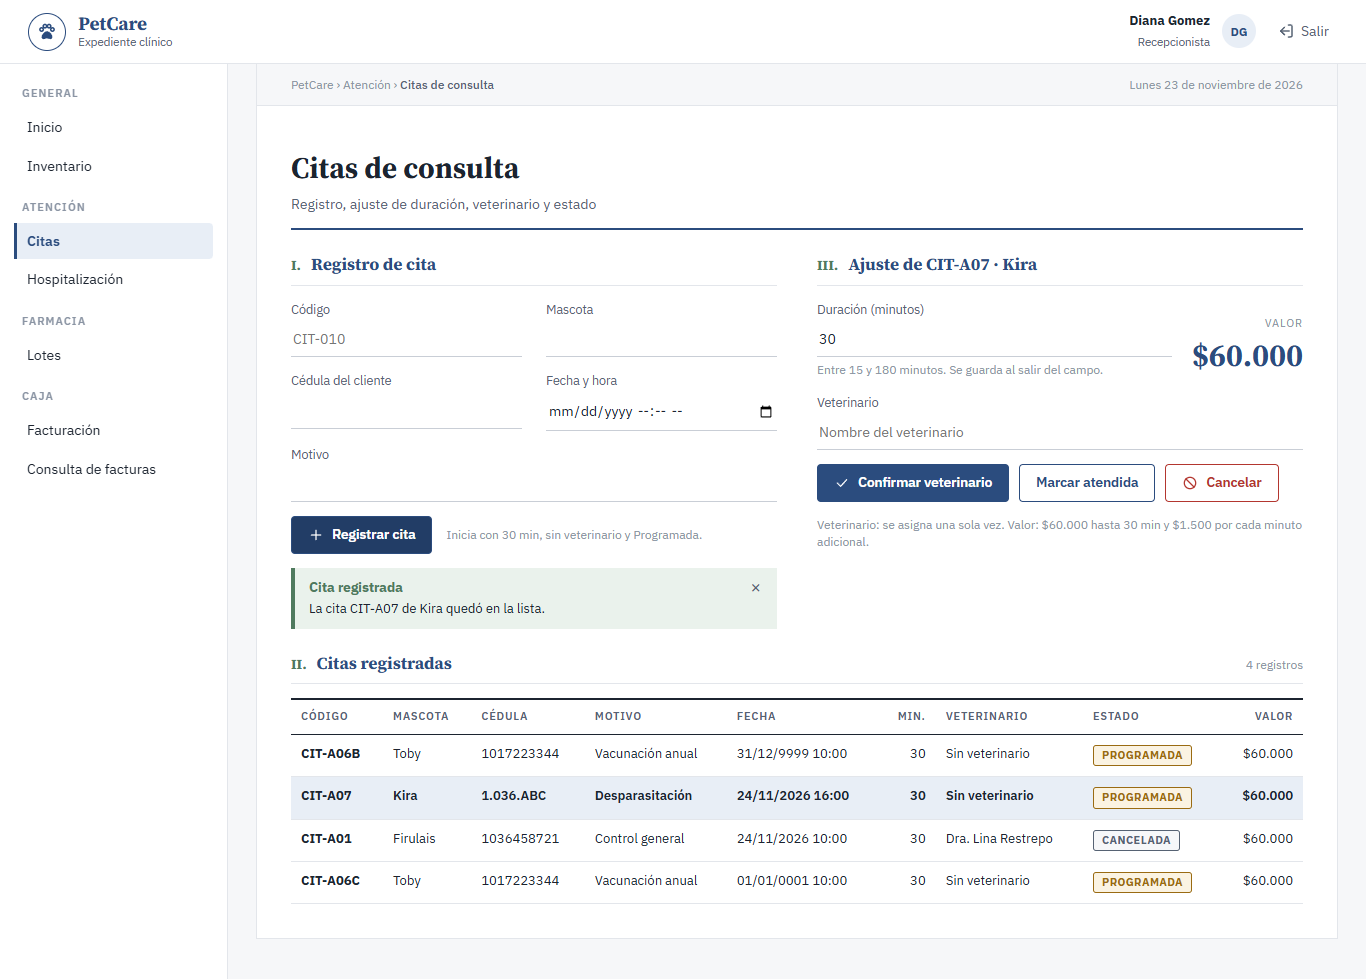 PetCare
Expediente clínico
Diana Gomez
Recepcionista
DG
Salir
GENERAL
Inicio
Inventario
ATENCIÓN
Citas
Hospitalización
FARMACIA
Lotes
CAJA
Facturación
Consulta de facturas
PetCare › Atención › Citas de consulta
Lunes 23 de noviembre de 2026
Citas de consulta
Registro, ajuste de duración, veterinario y estado
I. Registro de cita
Código
Mascota
CIT-010
Cédula del cliente
Fecha y hora
mm/dd/yyyy --:-- --
Motivo
Registrar cita
Inicia con 30 min, sin veterinario y Programada.
Cita registrada
La cita CIT-A07 de Kira quedó en la lista.
×
III. Ajuste de CIT-A07 · Kira
Duración (minutos)
30
Entre 15 y 180 minutos. Se guarda al salir del campo.
VALOR
$60.000
Veterinario
Nombre del veterinario
Confirmar veterinario
Marcar atendida
Cancelar
Veterinario: se asigna una sola vez. Valor: $60.000 hasta 30 min y $1.500 por cada minuto
adicional.
II. Citas registradas
4 registros
CÓDIGO MASCOTA CÉDULA MOTIVO FECHA MIN. VETERINARIO ESTADO VALOR
CIT-A06B Toby 1017223344 Vacunación anual 31/12/9999 10:00 30 Sin veterinario PROGRAMADA $60.000
CIT-A07 Kira 1.036.ABC Desparasitación 24/11/2026 16:00 30 Sin veterinario PROGRAMADA $60.000
CIT-A01 Firulais 1036458721 Control general 24/11/2026 10:00 30 Dra. Lina Restrepo CANCELADA $60.000
CIT-A06C Toby 1017223344 Vacunación anual 01/01/0001 10:00 30 Sin veterinario PROGRAMADA $60.000